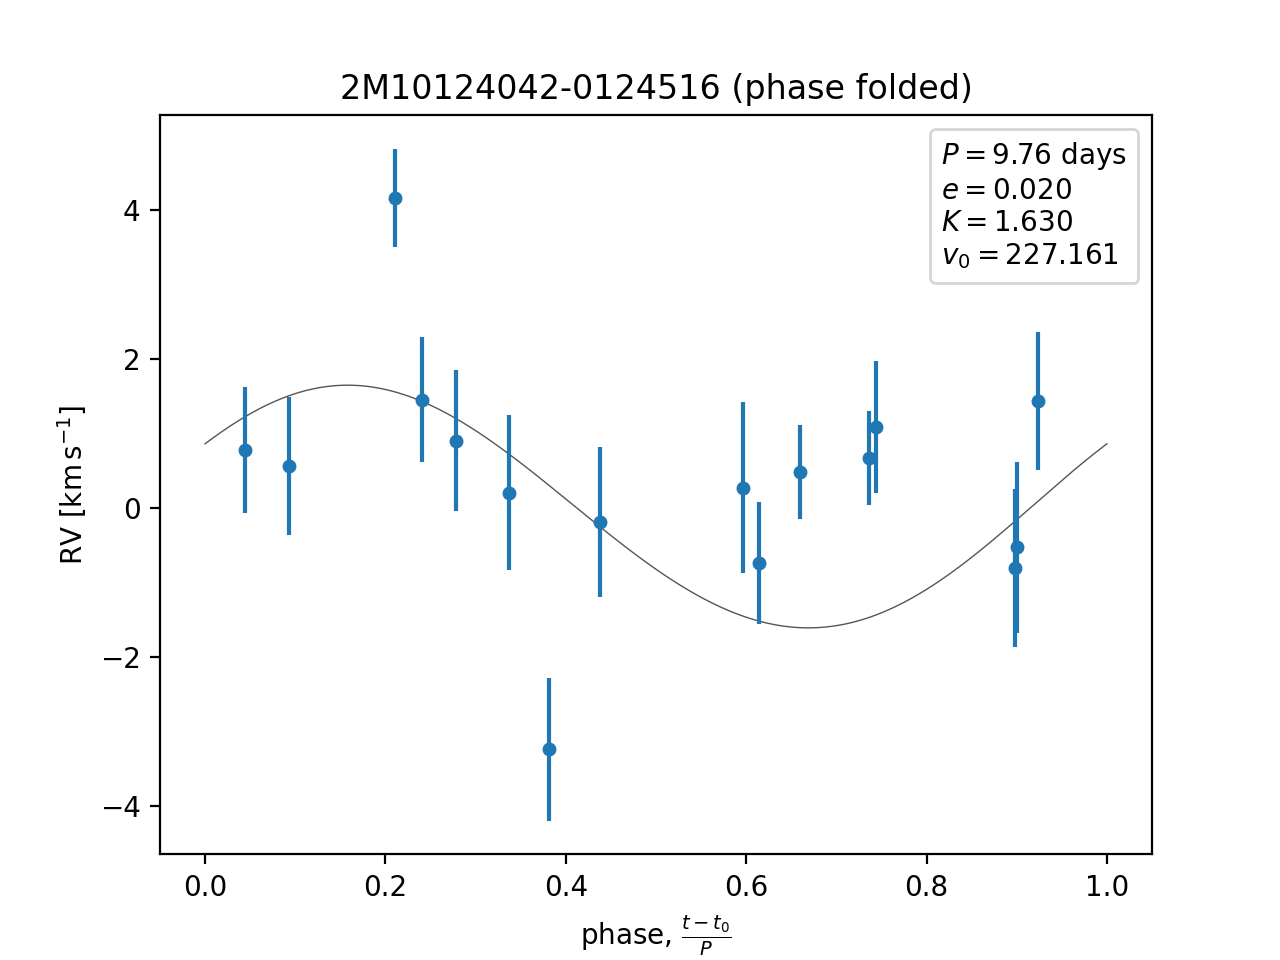 2M10124042-0124516 (phase folded)
P = 9.76 days
e = 0.020
K = 1.630
v₀ = 227.161
RV [km s⁻¹]
4
2
0
−2
−4
0.0 0.2 0.4 0.6 0.8 1.0
phase, (t − t₀)/P